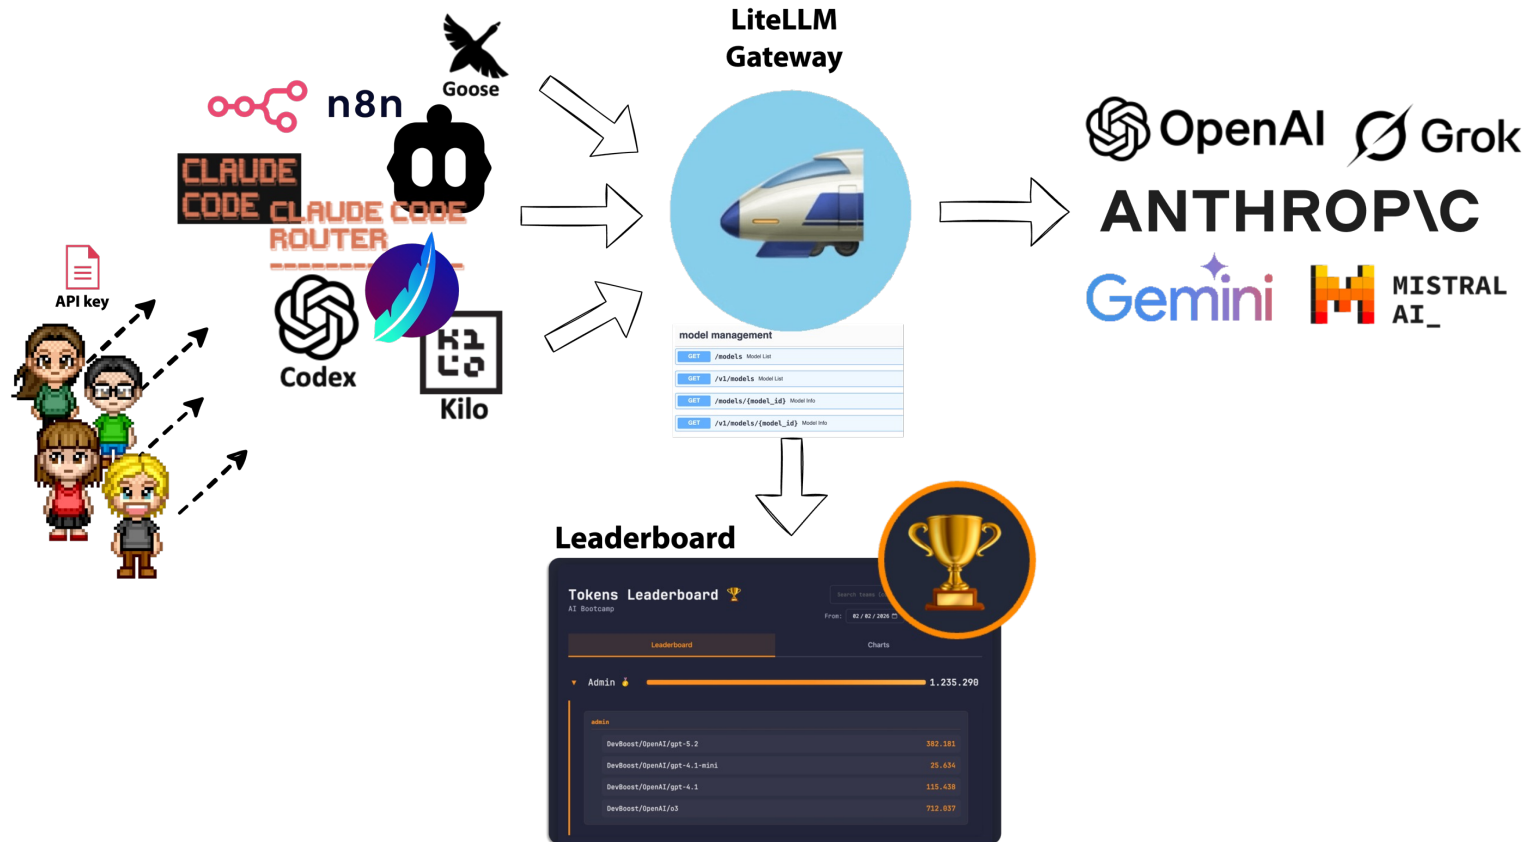 LiteLLM
Gateway
Goose
n8n
CLAUDE
CODE
CLAUDE CODE
ROUTER
API key
Codex
Kilo
Kilo
OpenAI
Grok
ANTHROP\C
Gemini
MISTRAL
AI_
model management
GET /models Model List
GET /v1/models Model List
GET /models/{model_id} Model Info
GET /v1/models/{model_id} Model Info
Leaderboard
Tokens Leaderboard
AI Bootcamp
Search teams
From: 02/02/2026
Leaderboard
Charts
Admin 1.235.290
admin
DevBoost/OpenAI/gpt-5.2 382.181
DevBoost/OpenAI/gpt-4.1-mini 25.634
DevBoost/OpenAI/gpt-4.1 115.438
DevBoost/OpenAI/o3 712.037